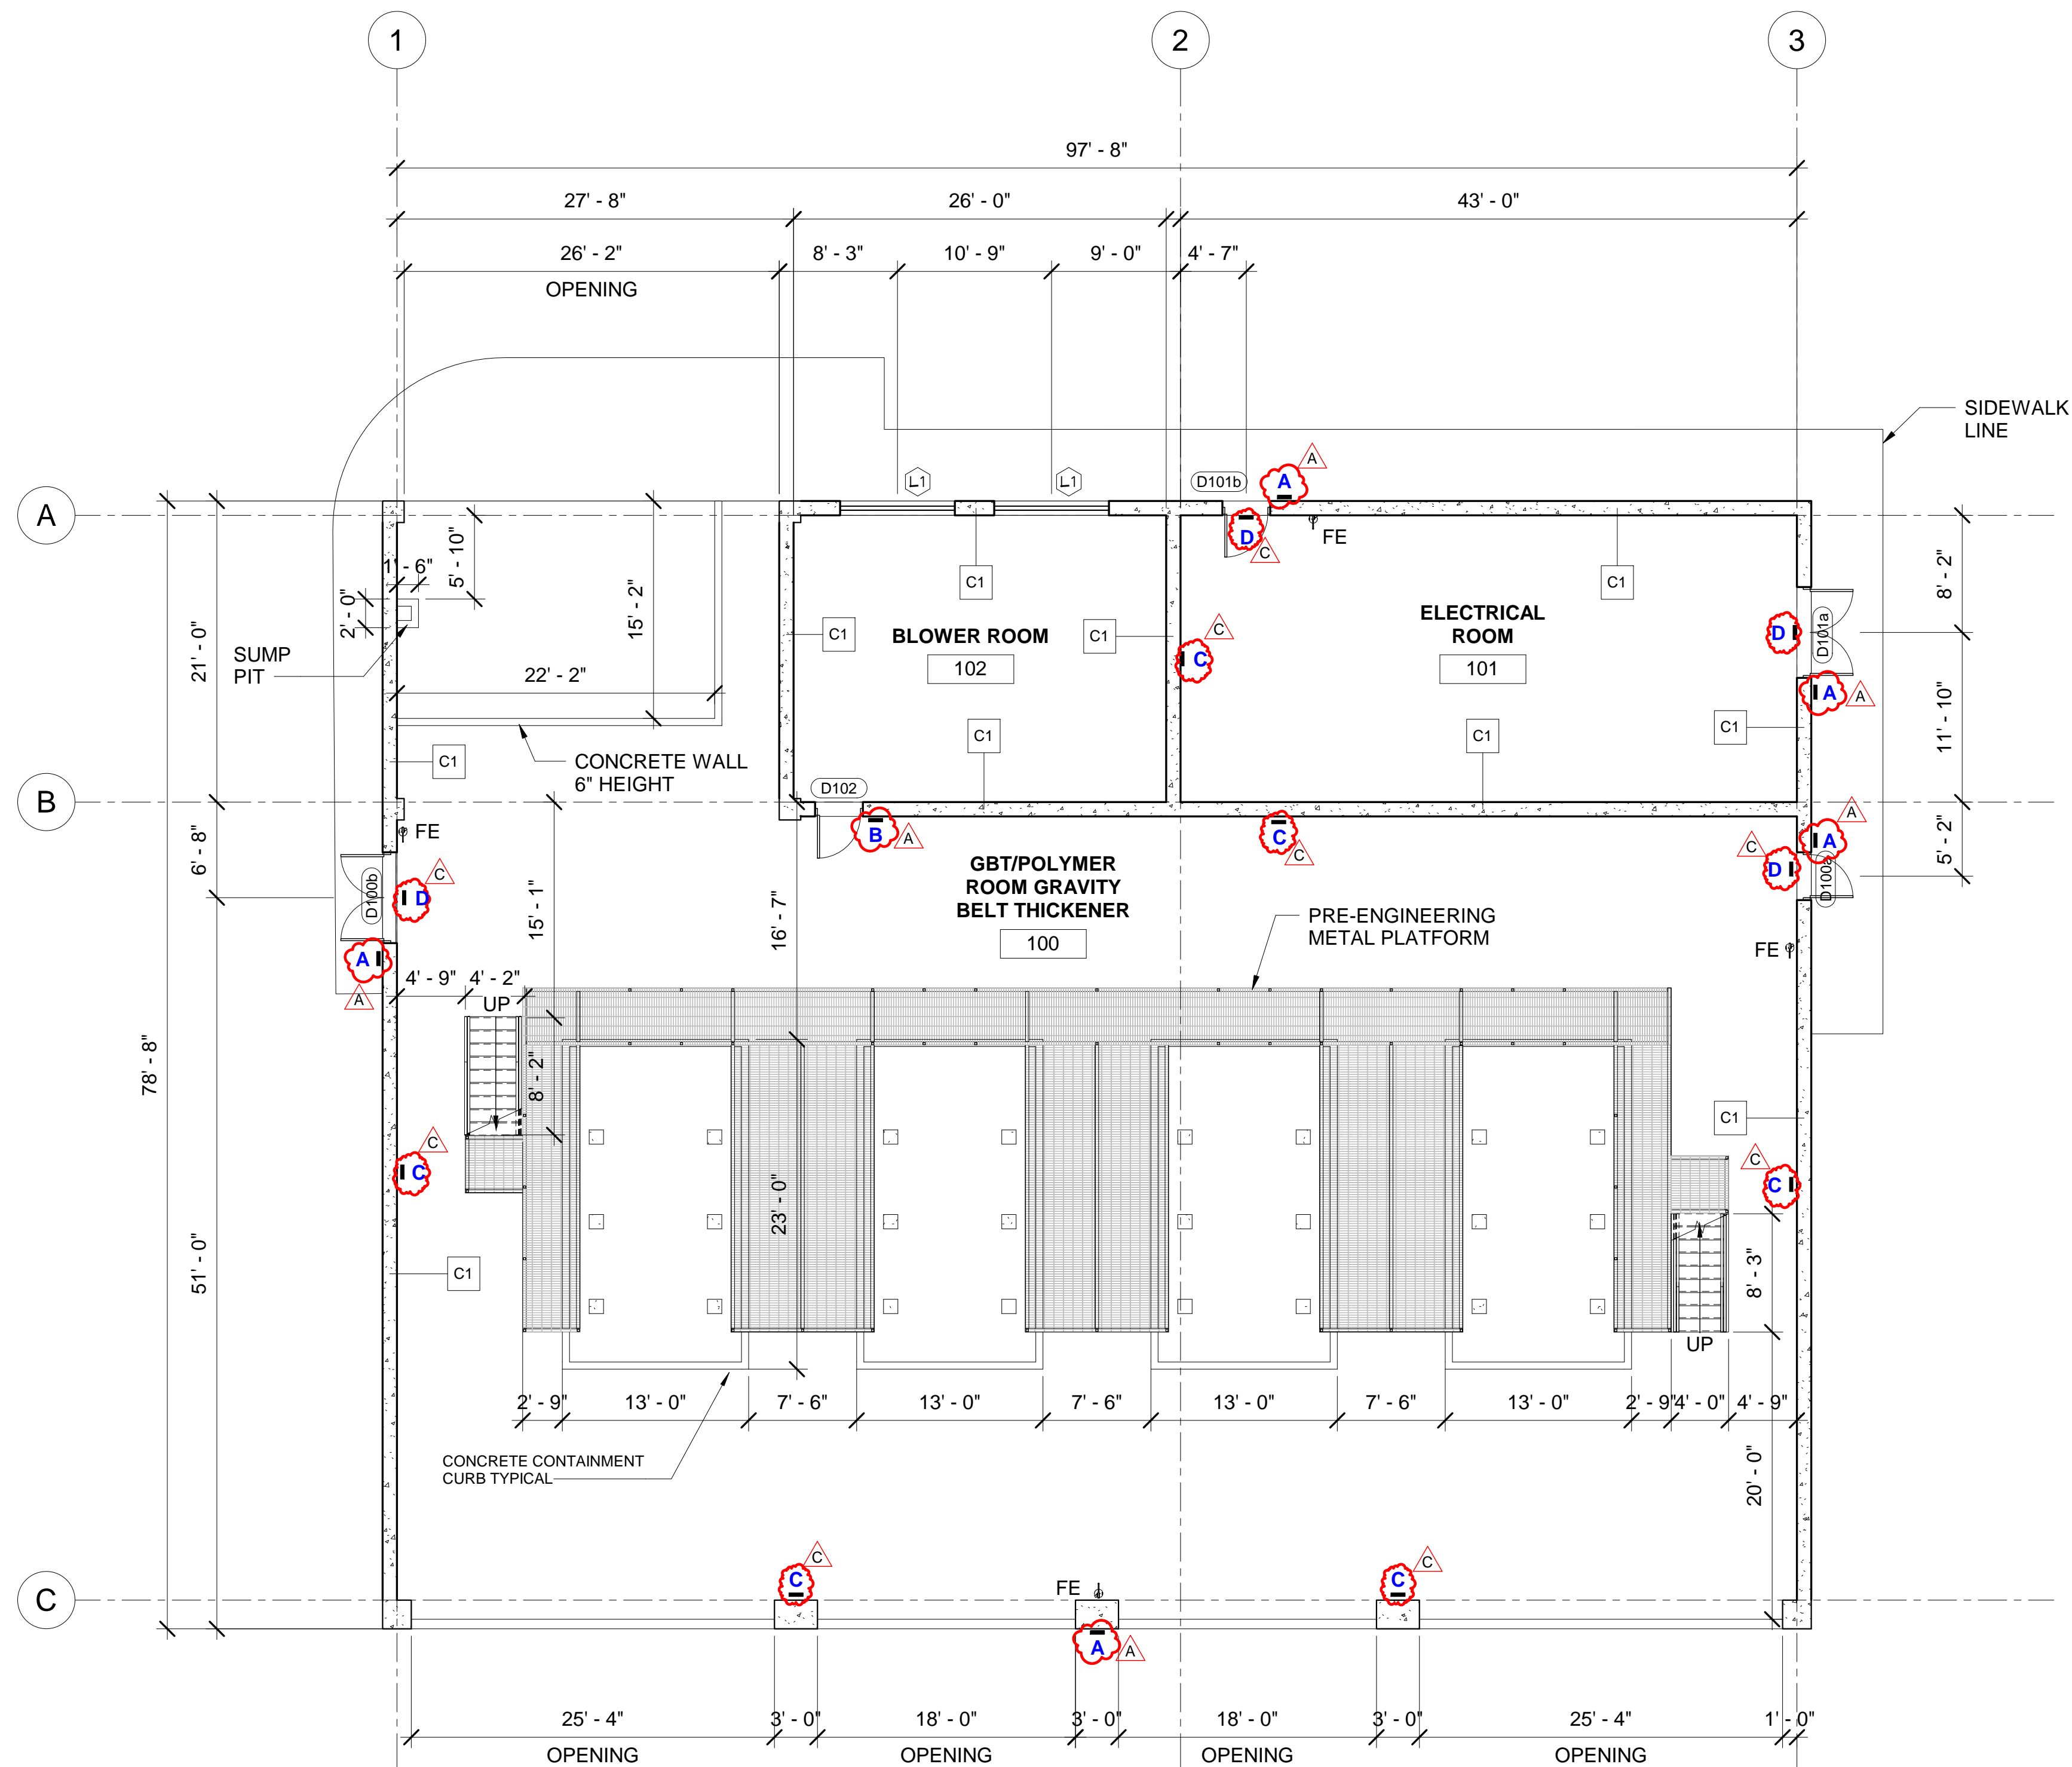 1
2
3
97' - 8"
27' - 8"
26' - 0"
43' - 0"
26' - 2"
8' - 3"
10' - 9"
9' - 0"
4' - 7"
OPENING
SIDEWALK
LINE
A
L1
L1
D101b
A
A
D
C
FE
5' - 10"
1' - 6"
2' - 0"
15' - 2"
21' - 0"
SUMP
PIT
22' - 2"
C1
C1
C1
C1
BLOWER ROOM
102
C
C
ELECTRICAL
ROOM
101
D
D101a
A
A
8' - 2"
11' - 10"
C1
C1
C1
C1
CONCRETE WALL
6" HEIGHT
B
D102
B
A
C
C
A
A
C
D
D100a
5' - 2"
FE
6' - 8"
D100b
C
D
A
A
GBT/POLYMER
ROOM GRAVITY
BELT THICKENER
100
15' - 1"
16' - 7"
PRE-ENGINEERING
METAL PLATFORM
FE
4' - 9"
4' - 2"
UP
78' - 8"
8' - 2"
C1
C
C
C
C
23' - 0"
51' - 0"
C1
8' - 3"
UP
2' - 9"
13' - 0"
7' - 6"
13' - 0"
7' - 6"
13' - 0"
7' - 6"
13' - 0"
2' - 9"
4' - 0"
4' - 9"
CONCRETE CONTAINMENT
CURB TYPICAL
20' - 0"
C
C
C
FE
C
C
A
A
25' - 4"
3' - 0"
18' - 0"
3' - 0"
18' - 0"
3' - 0"
25' - 4"
1' - 0"
OPENING
OPENING
OPENING
OPENING